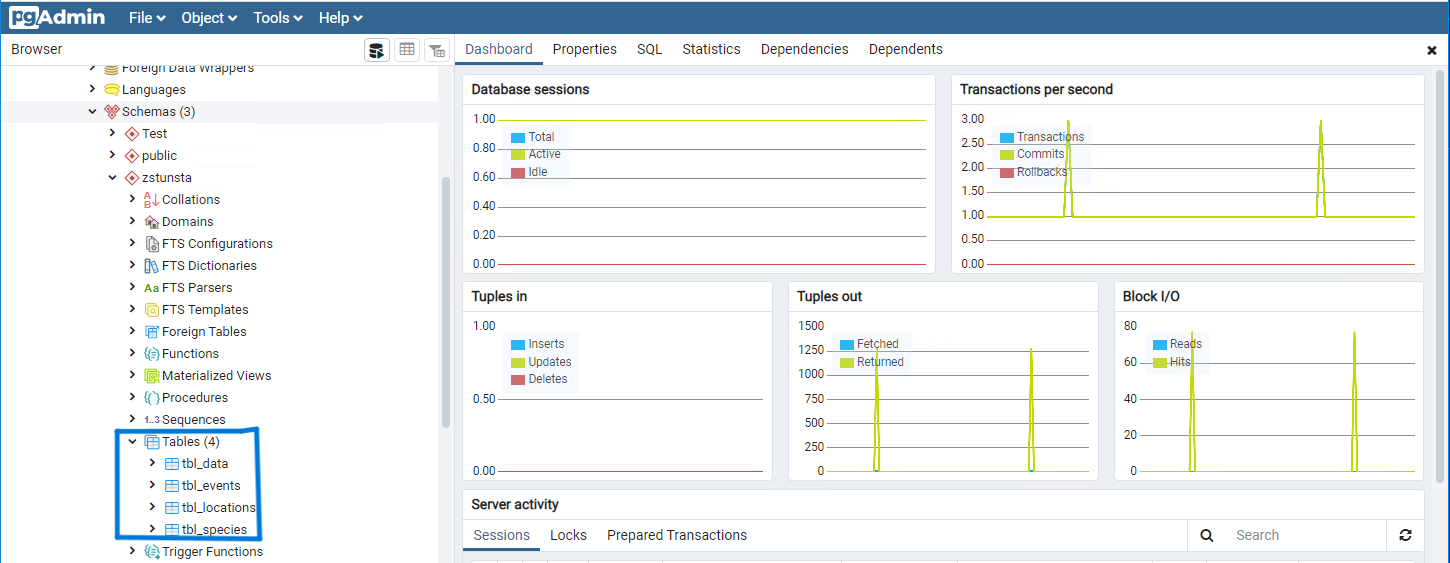 pgAdmin File Object Tools Help
Browser
Dashboard Properties SQL Statistics Dependencies Dependents
Foreign Data Wrappers
Languages
Schemas (3)
Test
public
zstunsta
Collations
Domains
FTS Configurations
FTS Dictionaries
Aa FTS Parsers
FTS Templates
Foreign Tables
Functions
Materialized Views
Procedures
1..3 Sequences
Tables (4)
tbl_data
tbl_events
tbl_locations
tbl_species
Trigger Functions
Database sessions
1.00
0.80
0.60
0.40
0.20
0.00
Total
Active
Idle
Transactions per second
3.00
2.50
2.00
1.50
1.00
0.50
0.00
Transactions
Commits
Rollbacks
Tuples in
1.00
0.50
0.00
Inserts
Updates
Deletes
Tuples out
1500
1250
1000
750
500
250
0
Fetched
Returned
Block I/O
80
60
40
20
0
Reads
Hits
Server activity
Sessions Locks Prepared Transactions
Search